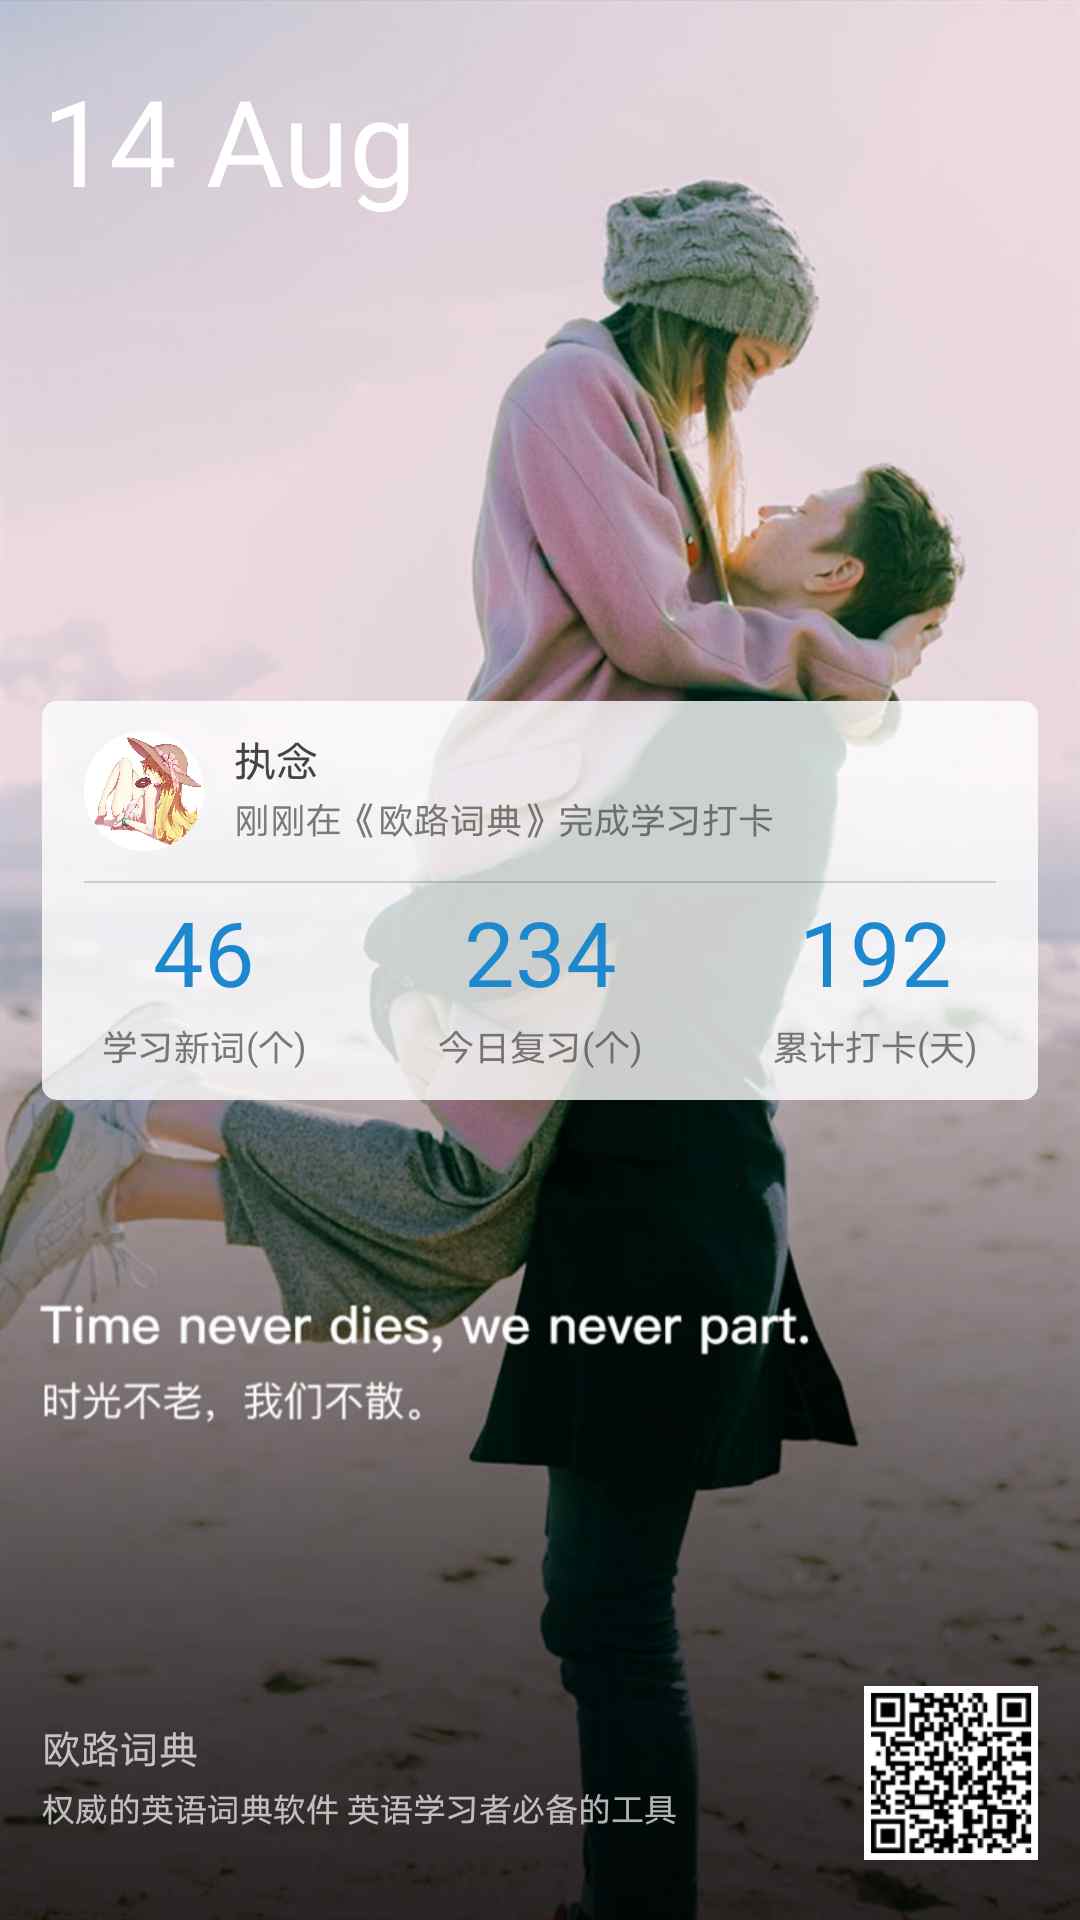 14 Aug
执念
刚刚在《欧路词典》完成学习打卡
46 234 192
学习新词(个) 今日复习(个) 累计打卡(天)
Time never dies, we never part.
时光不老，我们不散。
欧路词典
权威的英语词典软件 英语学习者必备的工具